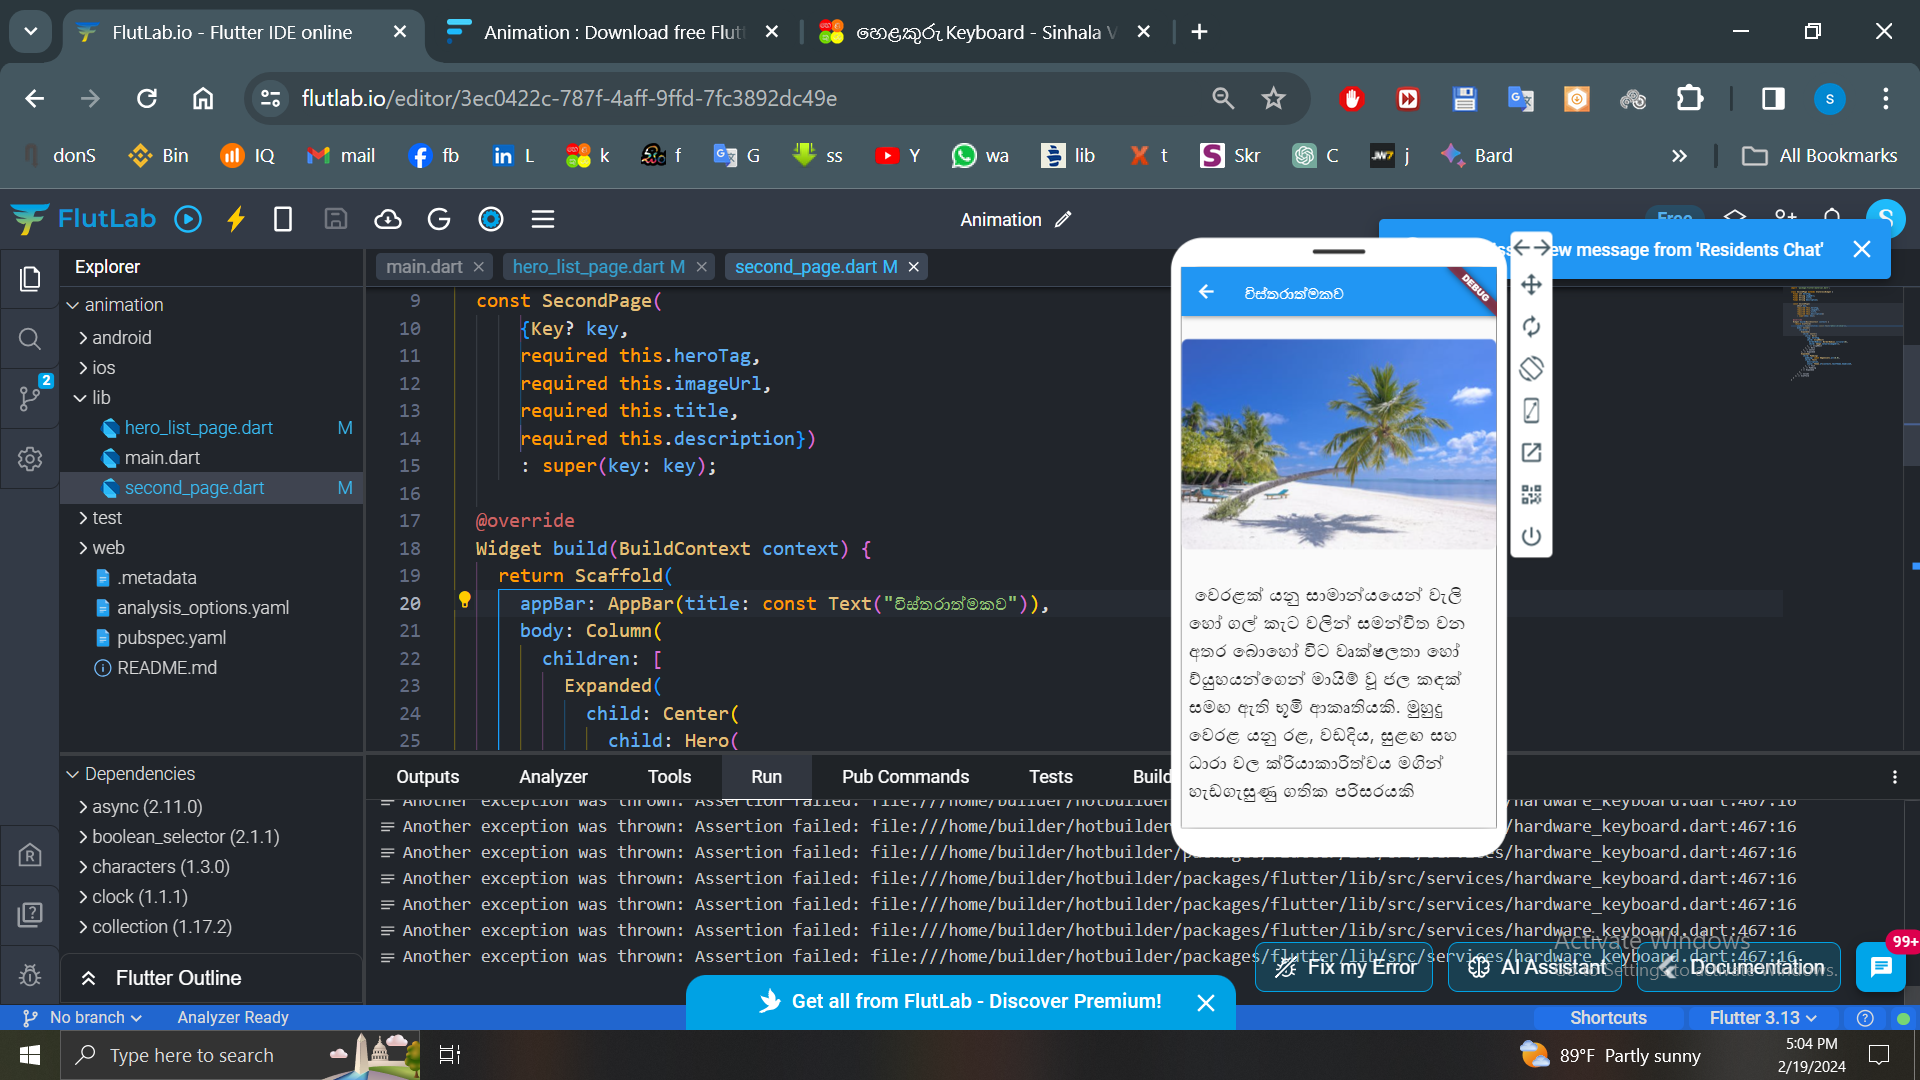 FlutLab.io - Flutter IDE online
Animation : Download free Flutt
හෙළකුරු Keyboard - Sinhala V
flutlab.io/editor/3ec0422c-787f-4aff-9ffd-7fc3892dc49e
S
donS
Bin
IQ
mail
fb
L
k
f
G
ss
Y
wa
lib
t
Skr
C
j
Bard
All Bookmarks
FlutLab
Animation
Free
S
ew message from 'Residents Chat'
Explorer
main.dart
hero_list_page.dart M
second_page.dart M
animation
android
ios
lib
hero_list_page.dart M
main.dart
second_page.dart M
test
web
.metadata
analysis_options.yaml
pubspec.yaml
README.md
2
9 const SecondPage(
10 {Key? key,
11 required this.heroTag,
12 required this.imageUrl,
13 required this.title,
14 required this.description})
15 : super(key: key);
16
17 @override
18 Widget build(BuildContext context) {
19 return Scaffold(
20 appBar: AppBar(title: const Text("විස්තරාත්මකව")),
21 body: Column(
22 children: [
23 Expanded(
24 child: Center(
25 child: Hero(
විස්තරාත්මකව
DEBUG
වෙරළක් යනු සාමාන්යයෙන් වැලි
හෝ ගල් කැට වලින් සමන්විත වන
අතර බොහෝ විට වෘක්ෂලතා හෝ
ව්යුහයන්ගෙන් මායිම් වූ ජල කඳක්
සමඟ ඇති භූමි ආකෘතියකි. මුහුදු
වෙරළ යනු රළ, වඩදිය, සුළඟ සහ
ධාරා වල ක්රියාකාරිත්වය මගින්
හැඩගැසුණු ගතික පරිසරයකි
Dependencies
async (2.11.0)
boolean_selector (2.1.1)
characters (1.3.0)
clock (1.1.1)
collection (1.17.2)
Flutter Outline
Outputs
Analyzer
Tools
Run
Pub Commands
Tests
Build
Another exception was thrown: Assertion failed: file:///home/builder/hotbuilder/ hardware_keyboard.dart:467:16
Another exception was thrown: Assertion failed: file:///home/builder/hotbuilder /hardware_keyboard.dart:467:16
Another exception was thrown: Assertion failed: file:///home/builder/hotbuilder/packages/flutter/lib/src/services/hardware_keyboard.dart:467:16
Another exception was thrown: Assertion failed: file:///home/builder/hotbuilder/packages/flutter/lib/src/services/hardware_keyboard.dart:467:16
Another exception was thrown: Assertion failed: file:///home/builder/hotbuilder/packages/flutter/lib/src/services/hardware_keyboard.dart:467:16
Another exception was thrown: Assertion failed: file:///home/builder/hotbuilder/packages/flutter/lib/src/services/hardware_keyboard.dart:467:16
Another exception was thrown: Assertion failed: file:///home/builder/hotbuilder/packages/flutter/lib/src/services/hardware_keyboard.dart:467:16
Activate Windows
Go to Settings to activate Windows.
Fix my Error
AI Assistant
Documentation
99+
Get all from FlutLab - Discover Premium!
No branch
Analyzer Ready
Shortcuts
Flutter 3.13
Type here to search
89°F Partly sunny
5:04 PM
2/19/2024